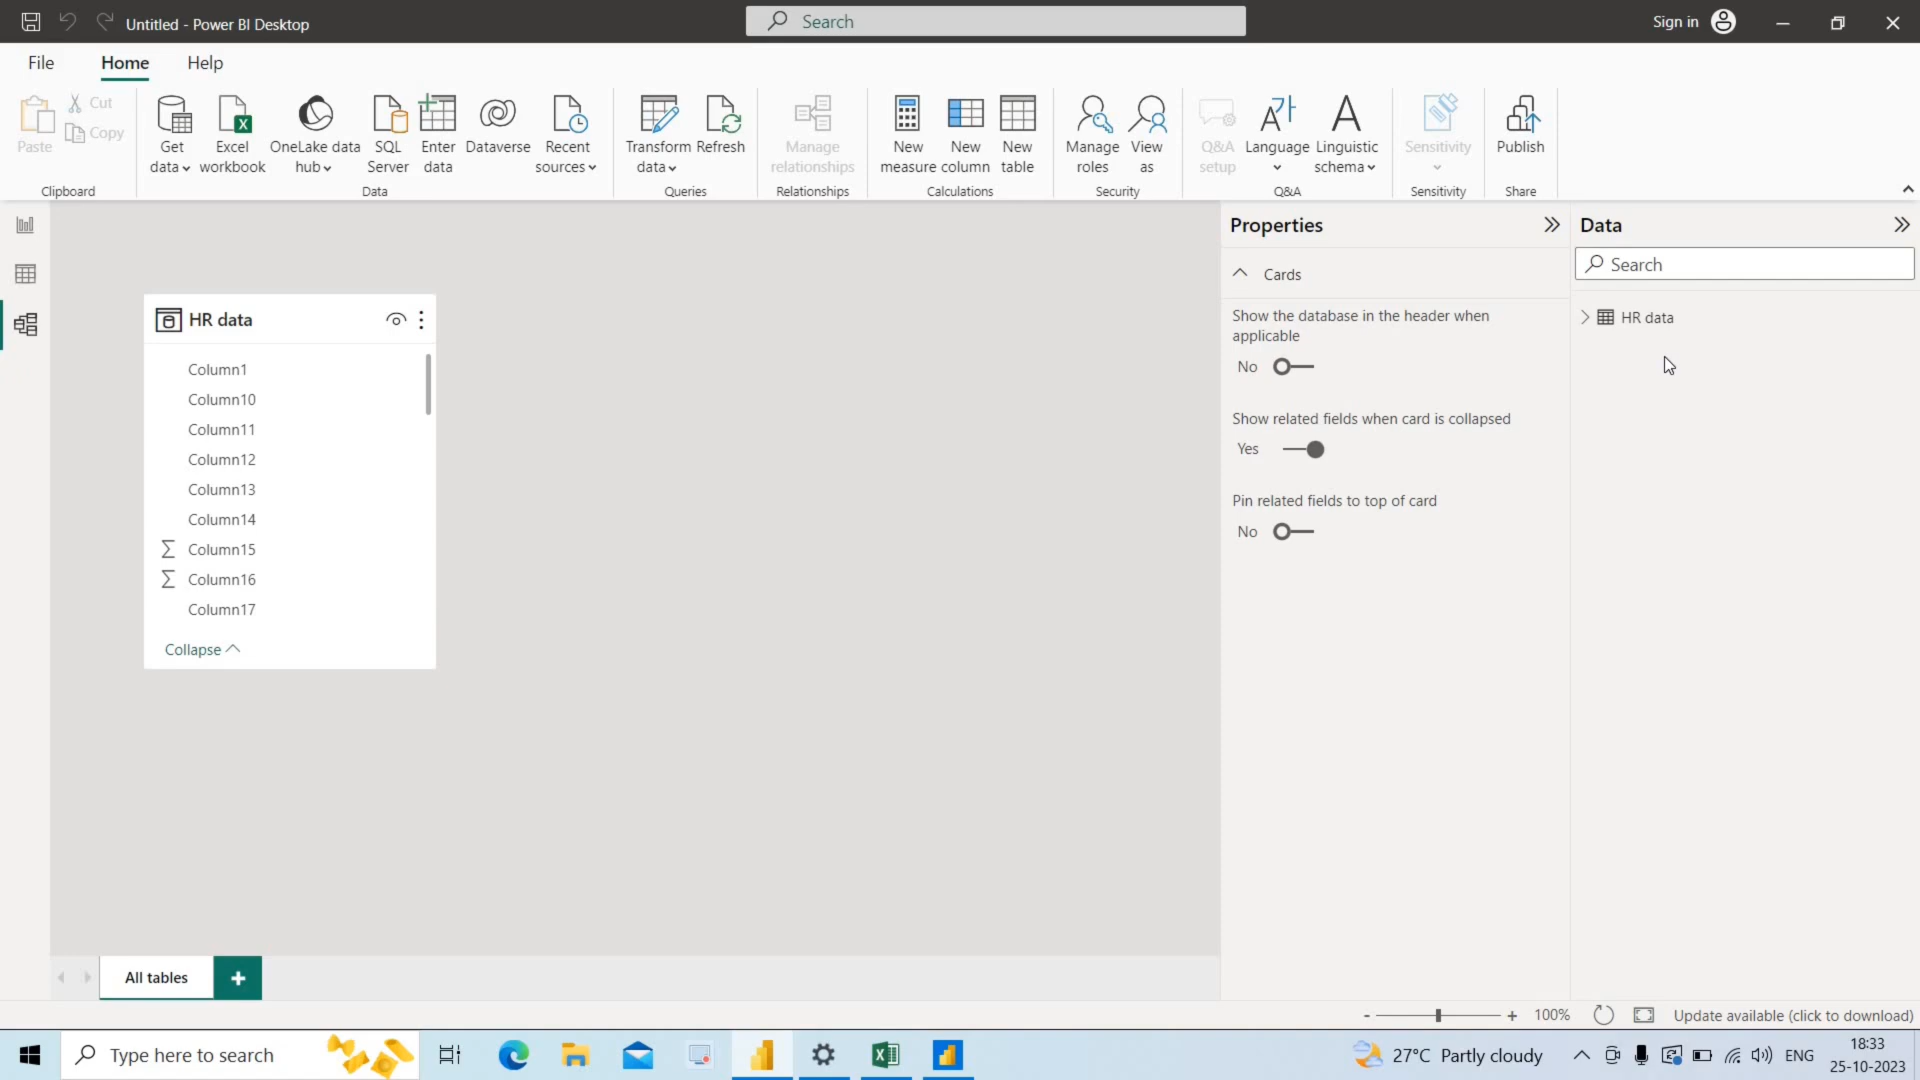 Untitled - Power BI Desktop
Search
Sign in
File
Home
Help
Paste
Cut
Copy
Clipboard
Get data
Excel workbook
OneLake data hub
SQL Server
Enter data
Dataverse
Recent sources
Data
Transform data
Refresh
Queries
Manage relationships
Relationships
New measure
New column
New table
Calculations
Manage roles
View as
Security
Q&A setup
Language
Linguistic schema
Q&A
Sensitivity
Sensitivity
Publish
Share
HR data
Column1
Column10
Column11
Column12
Column13
Column14
Column15
Column16
Column17
Collapse
Properties
Cards
Show the database in the header when
applicable
No
Show related fields when card is collapsed
Yes
Pin related fields to top of card
No
Data
Search
HR data
All tables
100%
Update available (click to download)
Type here to search
27°C Partly cloudy
ENG
18:33
25-10-2023